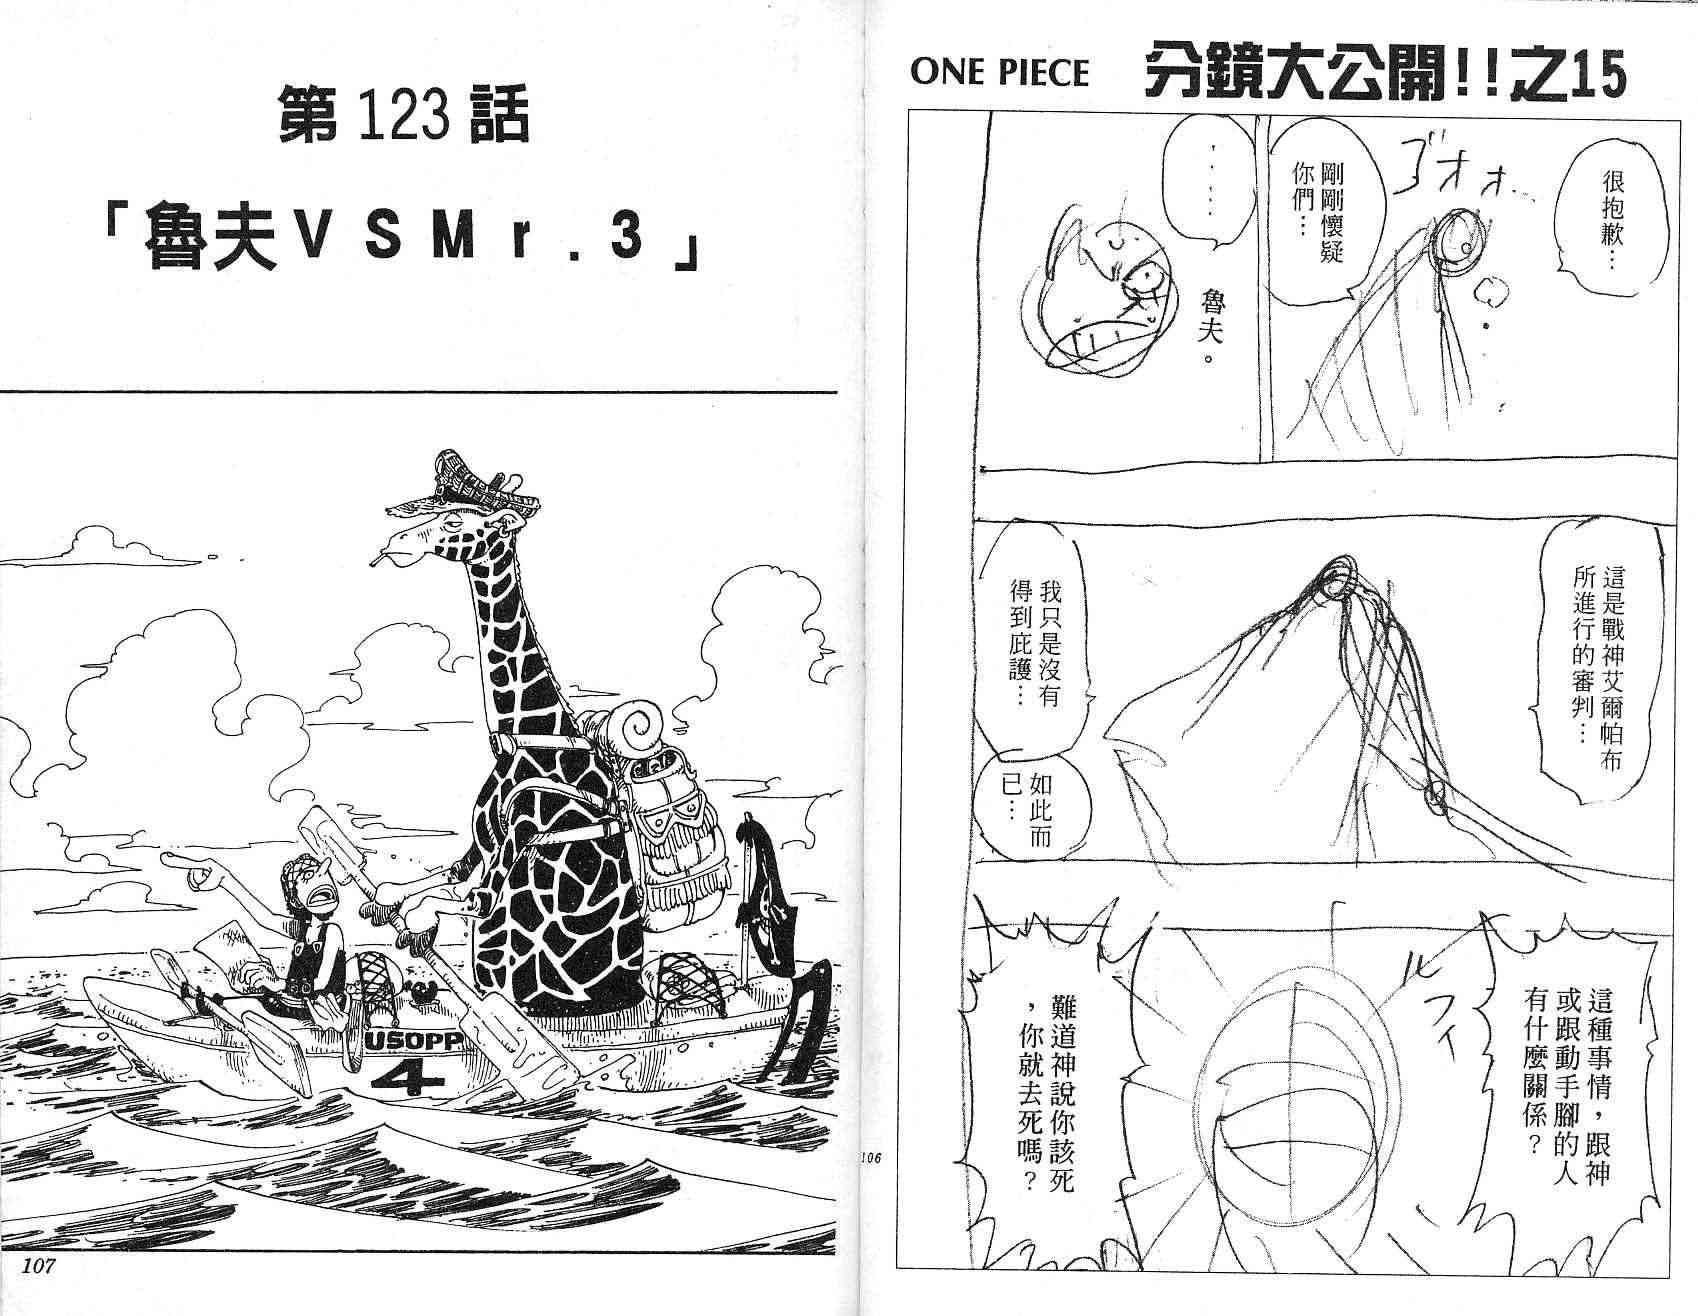 ONE PIECE 分鏡大公開!!之15
很抱歉…
ゴオォ…
剛剛懷疑
你們…
……
魯夫。
這是戰神艾爾帕布
所進行的審判…
我只是沒有
得到庇護…
如此而
已…
這種事情，跟神
或跟動手腳的人
有什麼關係？
難道神說你該死
，你就去死嗎？
106
第123話
「魯夫VSMr.3」
USOPP
4
107